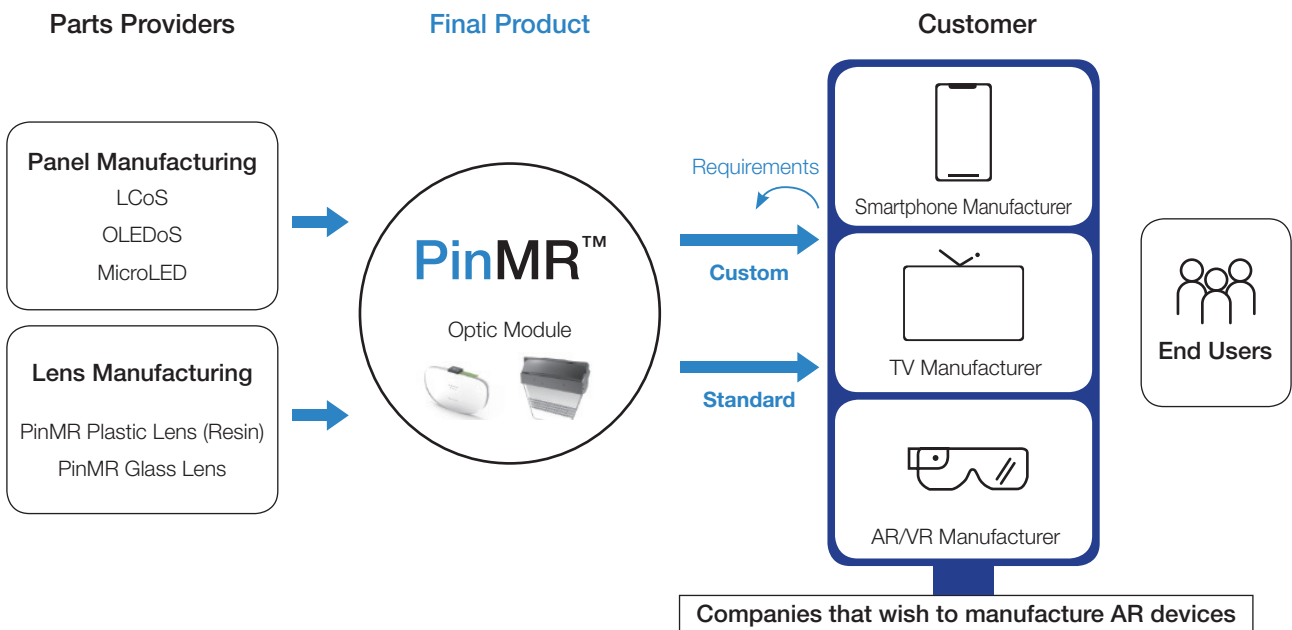 Parts Providers
Final Product
Customer
Panel Manufacturing
LCoS
OLEDoS
MicroLED
Lens Manufacturing
PinMR Plastic Lens (Resin)
PinMR Glass Lens
PinMR™
Optic Module
Requirements
Custom
Standard
Smartphone Manufacturer
TV Manufacturer
AR/VR Manufacturer
Companies that wish to manufacture AR devices
End Users